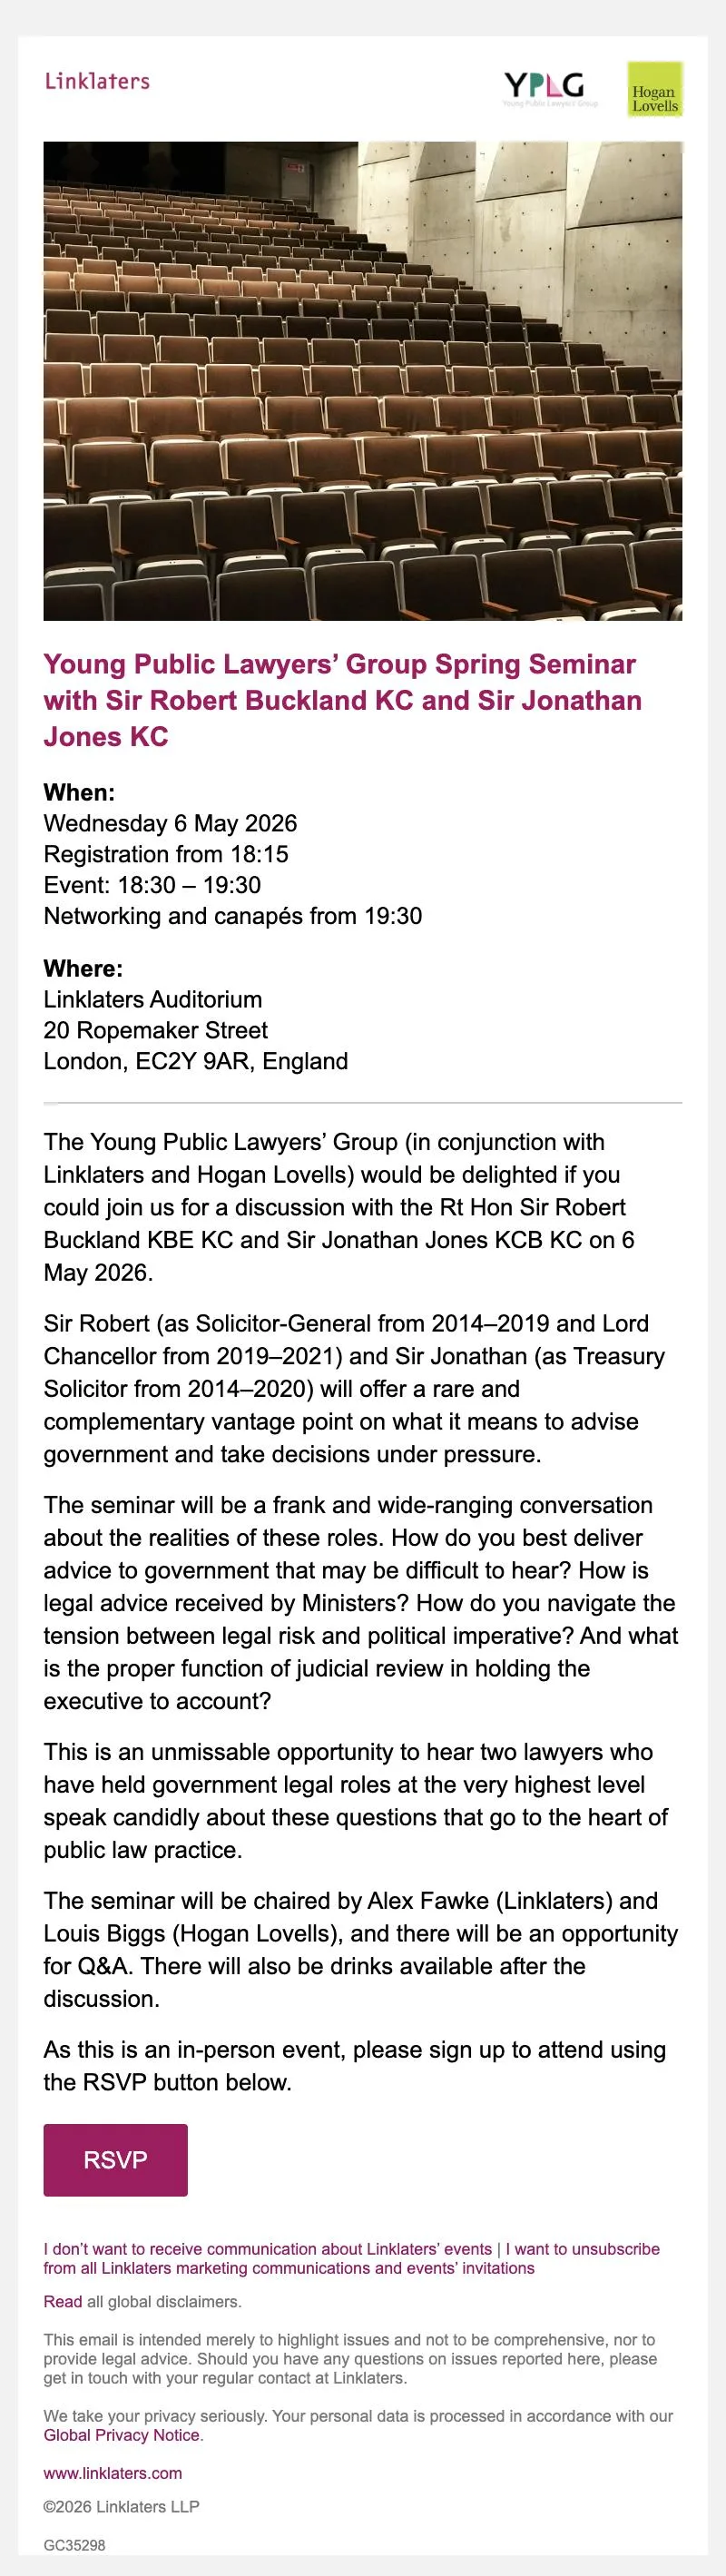 Linklaters
YPLG
Young Public Lawyers Group
Hogan
Lovells
Young Public Lawyers’ Group Spring Seminar
with Sir Robert Buckland KC and Sir Jonathan
Jones KC
When:
Wednesday 6 May 2026
Registration from 18:15
Event: 18:30 – 19:30
Networking and canapés from 19:30
Where:
Linklaters Auditorium
20 Ropemaker Street
London, EC2Y 9AR, England
The Young Public Lawyers’ Group (in conjunction with
Linklaters and Hogan Lovells) would be delighted if you
could join us for a discussion with the Rt Hon Sir Robert
Buckland KBE KC and Sir Jonathan Jones KCB KC on 6
May 2026.
Sir Robert (as Solicitor-General from 2014–2019 and Lord
Chancellor from 2019–2021) and Sir Jonathan (as Treasury
Solicitor from 2014–2020) will offer a rare and
complementary vantage point on what it means to advise
government and take decisions under pressure.
The seminar will be a frank and wide-ranging conversation
about the realities of these roles. How do you best deliver
advice to government that may be difficult to hear? How is
legal advice received by Ministers? How do you navigate the
tension between legal risk and political imperative? And what
is the proper function of judicial review in holding the
executive to account?
This is an unmissable opportunity to hear two lawyers who
have held government legal roles at the very highest level
speak candidly about these questions that go to the heart of
public law practice.
The seminar will be chaired by Alex Fawke (Linklaters) and
Louis Biggs (Hogan Lovells), and there will be an opportunity
for Q&A. There will also be drinks available after the
discussion.
As this is an in-person event, please sign up to attend using
the RSVP button below.
RSVP
I don’t want to receive communication about Linklaters’ events | I want to unsubscribe
from all Linklaters marketing communications and events’ invitations
Read all global disclaimers.
This email is intended merely to highlight issues and not to be comprehensive, nor to
provide legal advice. Should you have any questions on issues reported here, please
get in touch with your regular contact at Linklaters.
We take your privacy seriously. Your personal data is processed in accordance with our
Global Privacy Notice.
www.linklaters.com
©2026 Linklaters LLP
GC35298